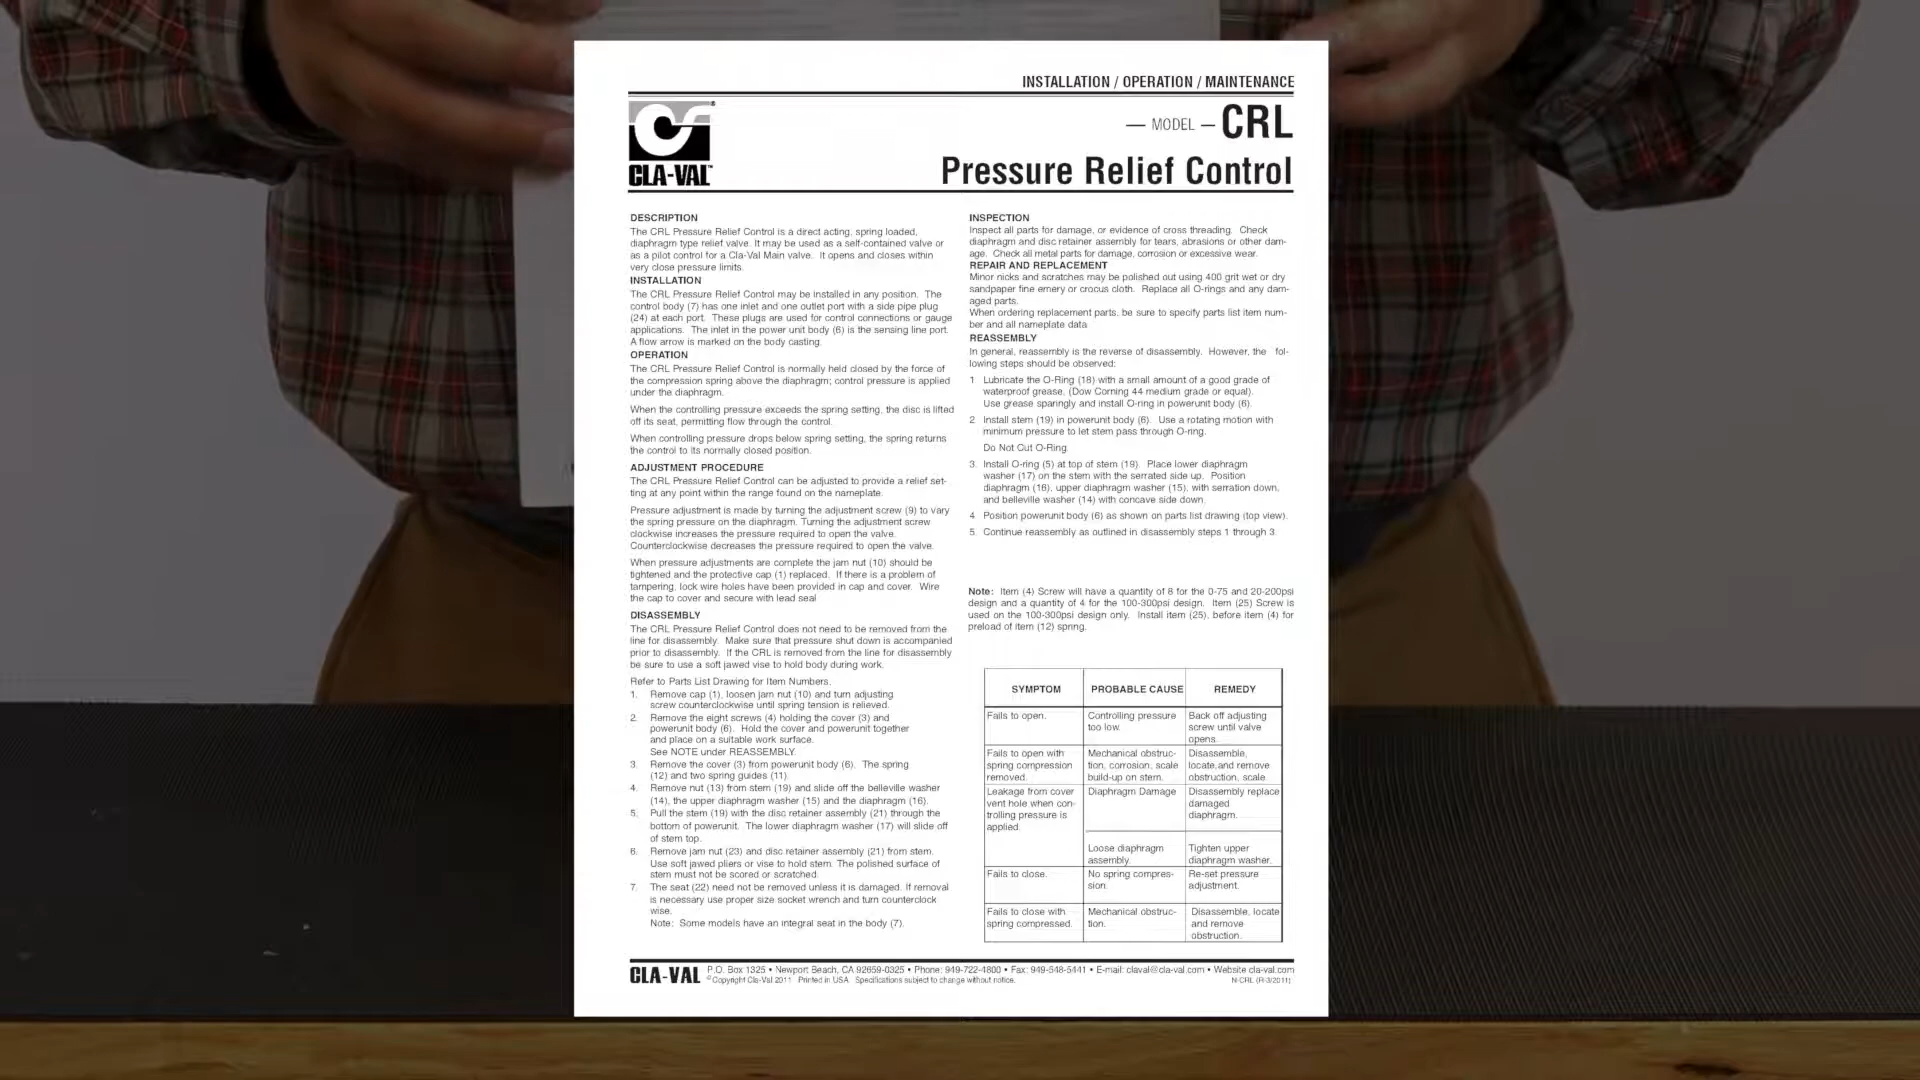 INSTALLATION / OPERATION / MAINTENANCE
CLA-VAL
— MODEL — CRL
Pressure Relief Control
DESCRIPTION
The CRL Pressure Relief Control is a direct acting, spring loaded,
diaphragm type relief valve. It may be used as a self-contained valve or
as a pilot control for a Cla-Val Main valve. It opens and closes within
very close pressure limits.
INSTALLATION
The CRL Pressure Relief Control may be installed in any position. The
control body (7) has one inlet and one outlet port with a side pipe plug
(24) at each port. These plugs are used for control connections or gauge
applications. The inlet in the power unit body (6) is the sensing line port.
A flow arrow is marked on the body casting.
OPERATION
The CRL Pressure Relief Control is normally held closed by the force of
the compression spring above the diaphragm; control pressure is applied
under the diaphragm.
When the controlling pressure exceeds the spring setting, the disc is lifted
off its seat, permitting flow through the control.
When controlling pressure drops below spring setting, the spring returns
the control to its normally closed position.
ADJUSTMENT PROCEDURE
The CRL Pressure Relief Control can be adjusted to provide a relief set-
ting at any point within the range found on the nameplate.
Pressure adjustment is made by turning the adjustment screw (9) to vary
the spring pressure on the diaphragm. Turning the adjustment screw
clockwise increases the pressure required to open the valve.
Counterclockwise decreases the pressure required to open the valve.
When pressure adjustments are complete the jam nut (10) should be
tightened and the protective cap (1) replaced. If there is a problem of
tampering, lock wire holes have been provided in cap and cover. Wire
the cap to cover and secure with lead seal
DISASSEMBLY
The CRL Pressure Relief Control does not need to be removed from the
line for disassembly. Make sure that pressure shut down is accompanied
prior to disassembly. If the CRL is removed from the line for disassembly
be sure to use a soft jawed vise to hold body during work.
Refer to Parts List Drawing for Item Numbers.
1. Remove cap (1), loosen jam nut (10) and turn adjusting
screw counterclockwise until spring tension is relieved.
2. Remove the eight screws (4) holding the cover (3) and
powerunit body (6). Hold the cover and powerunit together
and place on a suitable work surface.
See NOTE under REASSEMBLY.
3. Remove the cover (3) from powerunit body (6). The spring
(12) and two spring guides (11).
4. Remove nut (13) from stem (19) and slide off the belleville washer
(14), the upper diaphragm washer (15) and the diaphragm (16).
5. Pull the stem (19) with the disc retainer assembly (21) through the
bottom of powerunit. The lower diaphragm washer (17) will slide off
of stem top.
6. Remove jam nut (23) and disc retainer assembly (21) from stem.
Use soft jawed pliers or vise to hold stem. The polished surface of
stem must not be scored or scratched.
7. The seat (22) need not be removed unless it is damaged. If removal
is necessary use proper size socket wrench and turn counterclock
wise.
Note: Some models have an integral seat in the body (7).
INSPECTION
Inspect all parts for damage, or evidence of cross threading. Check
diaphragm and disc retainer assembly for tears, abrasions or other dam-
age. Check all metal parts for damage, corrosion or excessive wear.
REPAIR AND REPLACEMENT
Minor nicks and scratches may be polished out using 400 grit wet or dry
sandpaper fine emery or crocus cloth. Replace all O-rings and any dam-
aged parts.
When ordering replacement parts, be sure to specify parts list item num-
ber and all nameplate data
REASSEMBLY
In general, reassembly is the reverse of disassembly. However, the fol-
lowing steps should be observed:
1 Lubricate the O-Ring (18) with a small amount of a good grade of
waterproof grease, (Dow Corning 44 medium grade or equal).
Use grease sparingly and install O-ring in powerunit body (6).
2. Install stem (19) in powerunit body (6). Use a rotating motion with
minimum pressure to let stem pass through O-ring.
Do Not Cut O-Ring.
3. Install O-ring (5) at top of stem (19). Place lower diaphragm
washer (17) on the stem with the serrated side up. Position
diaphragm (16), upper diaphragm washer (15), with serration down,
and belleville washer (14) with concave side down.
4. Position powerunit body (6) as shown on parts list drawing (top view).
5. Continue reassembly as outlined in disassembly steps 1 through 3.
Note: Item (4) Screw will have a quantity of 8 for the 0-75 and 20-200psi
design and a quantity of 4 for the 100-300psi design. Item (25) Screw is
used on the 100-300psi design only. Install item (25), before item (4) for
preload of item (12) spring.
SYMPTOM PROBABLE CAUSE REMEDY
Fails to open. Controlling pressure Back off adjusting
too low. screw until valve
opens.
Fails to open with Mechanical obstruc- Disassemble,
spring compression tion, corrosion, scale locate,and remove
removed. build-up on stem. obstruction, scale
Leakage from cover Diaphragm Damage Disassembly replace
vent hole when con- damaged
trolling pressure is diaphragm.
applied.
Loose diaphragm Tighten upper
assembly. diaphragm washer.
Fails to close. No spring compres- Re-set pressure
sion. adjustment.
Fails to close with Mechanical obstruc- Disassemble, locate
spring compressed. tion. and remove
obstruction.
CLA-VAL P.O. Box 1325 • Newport Beach, CA 92659-0325 • Phone: 949-722-4800 • Fax: 949-548-5441 • E-mail: claval@cla-val.com • Website cla-val.com
© Copyright Cla-Val 2011 Printed in USA Specifications subject to change without notice. N-CRL (R-3/2011)